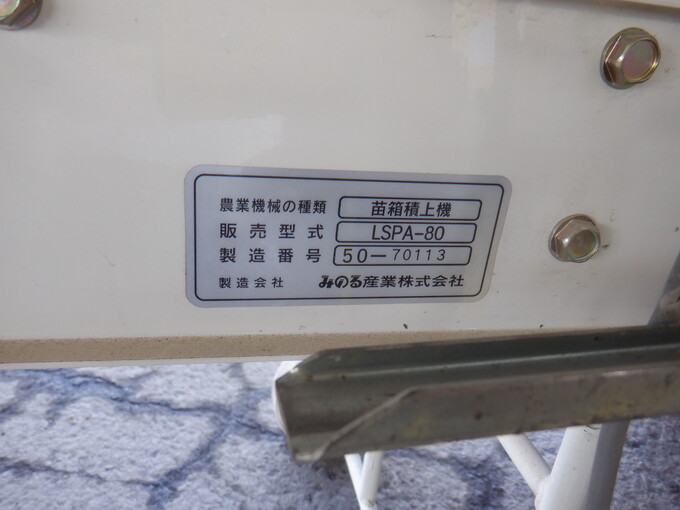 農業機械の種類 苗箱積上機
販売型式 LSPA-80
製造番号 50-70113
製造会社 みのる産業株式会社